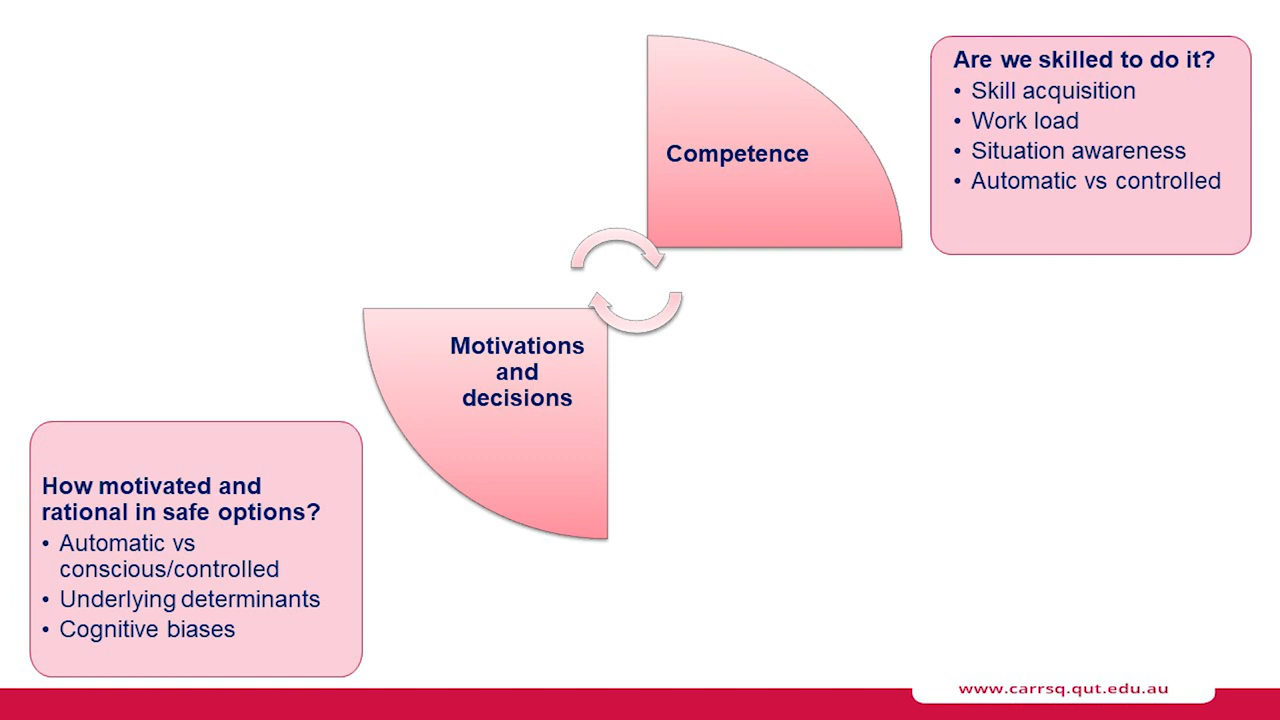 Are we skilled to do it?
• Skill acquisition
• Work load
• Situation awareness
• Automatic vs controlled
Competence
Motivations
and
decisions
How motivated and
rational in safe options?
• Automatic vs
conscious/controlled
• Underlying determinants
• Cognitive biases
www.carrsq.qut.edu.au